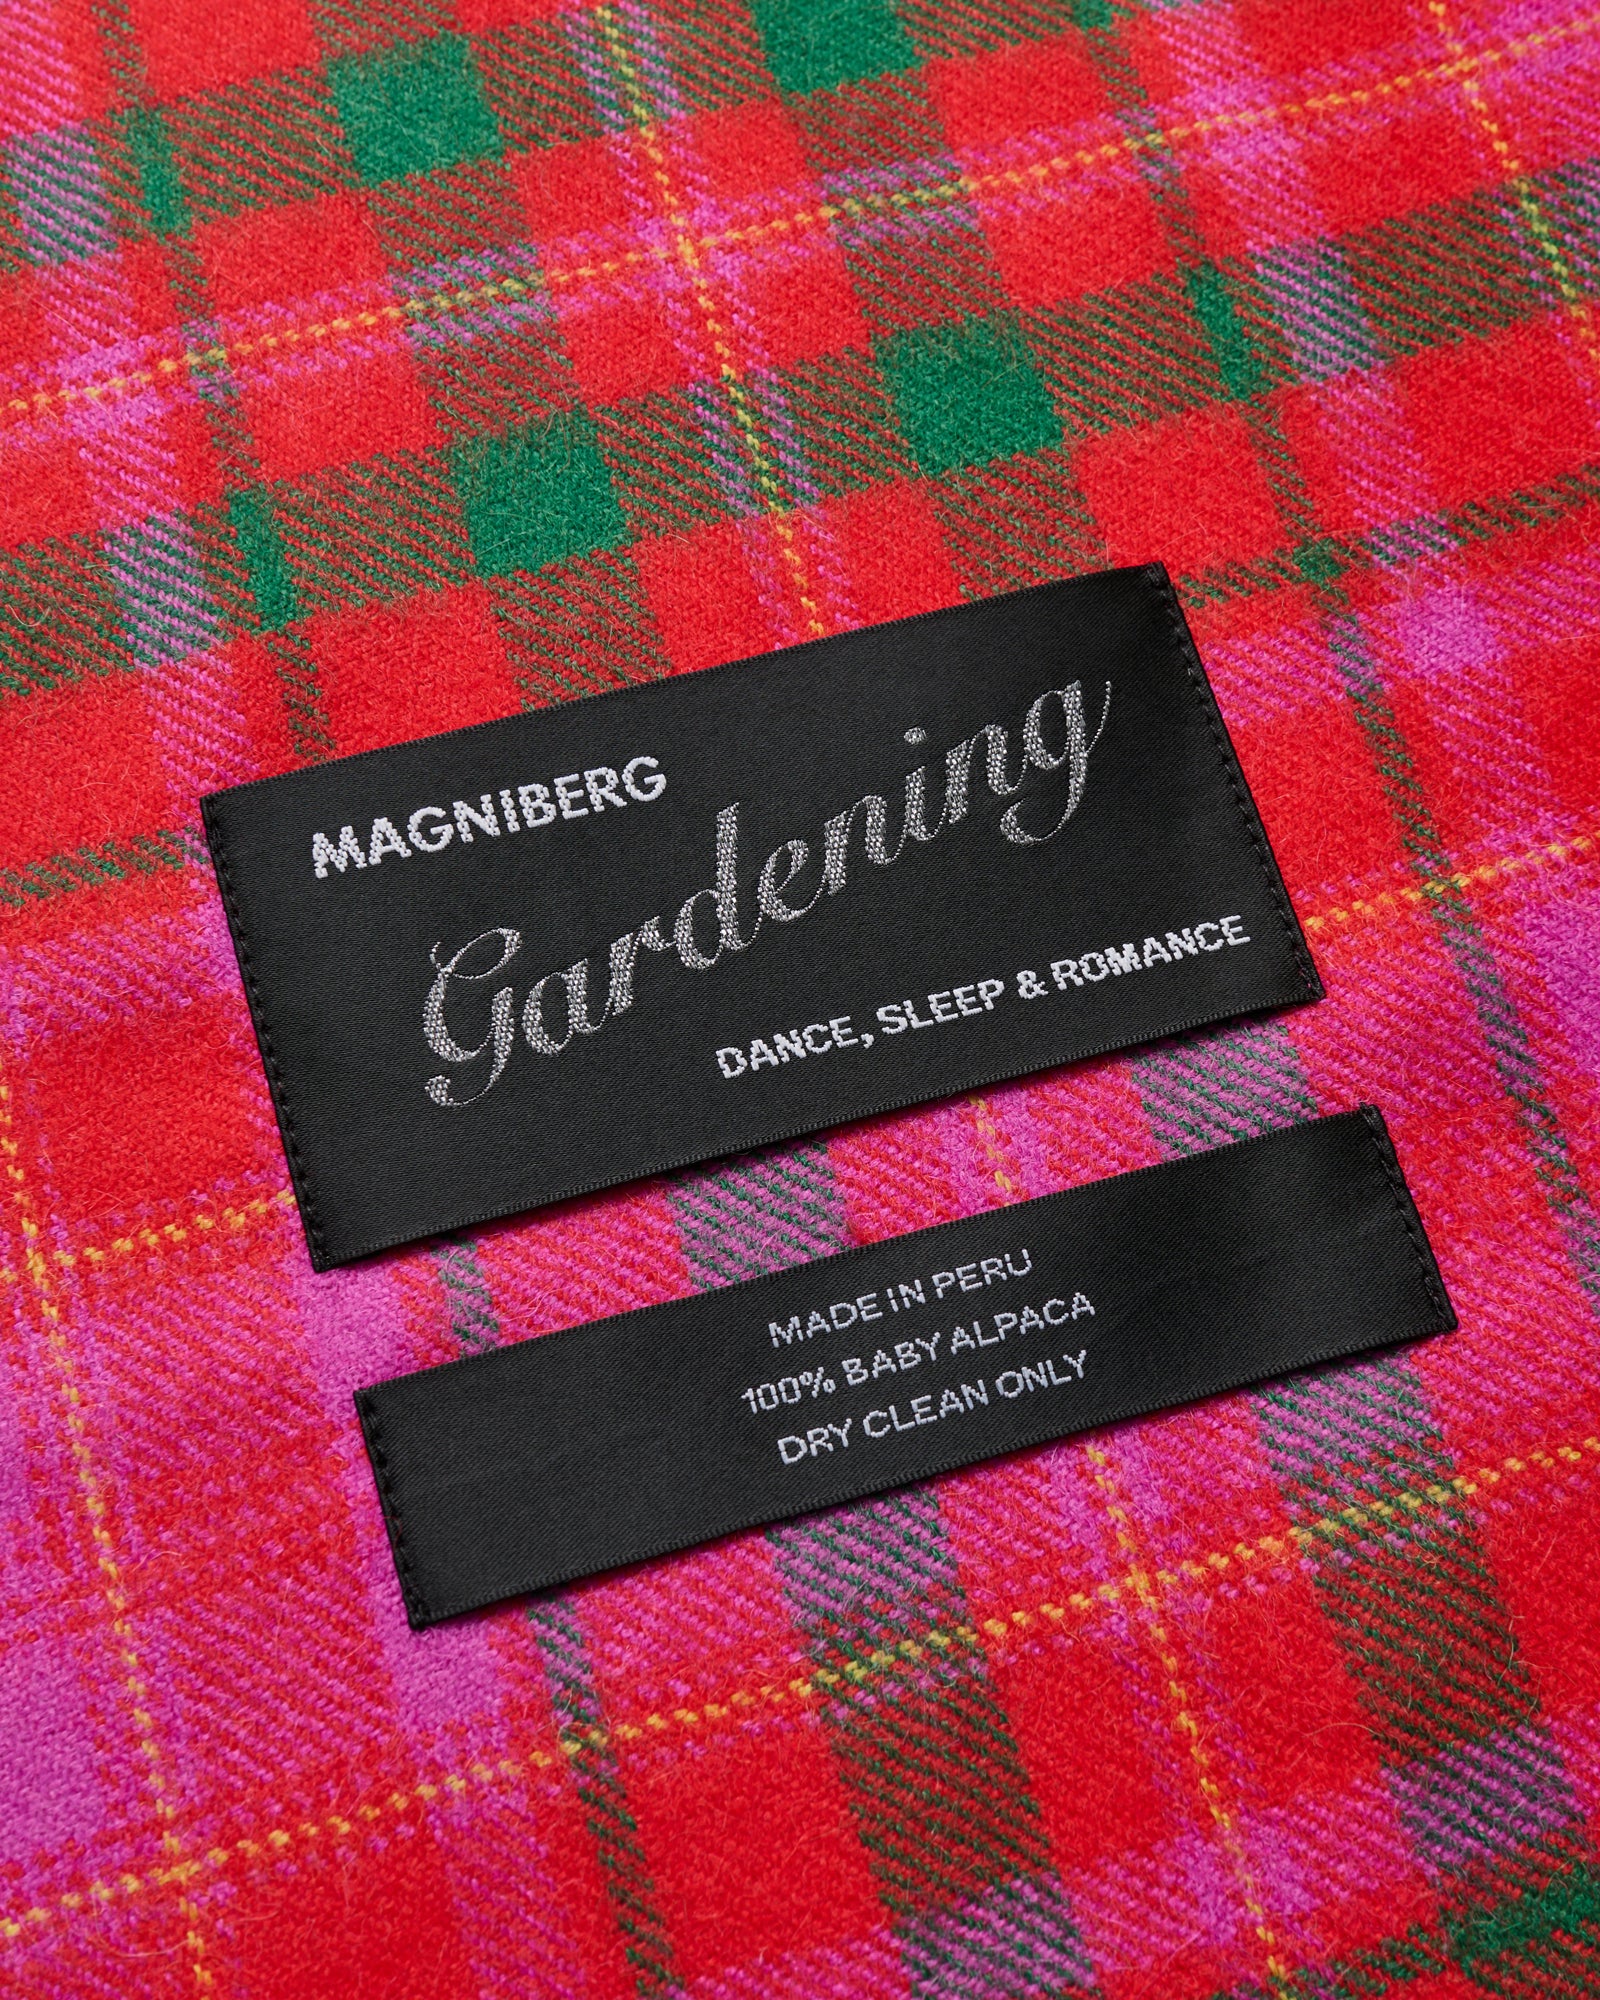 MAGNIBERG
Gardening
DANCE, SLEEP & ROMANCE
MADE IN PERU
100% BABY ALPACA
DRY CLEAN ONLY